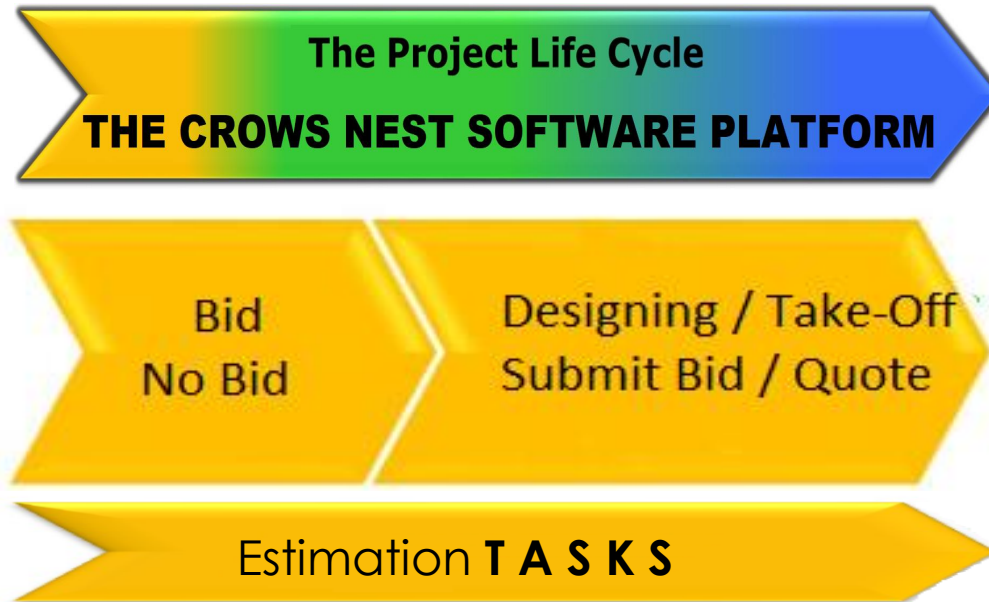 The Project Life Cycle
THE CROWS NEST SOFTWARE PLATFORM
Bid
No Bid
Designing / Take-Off
Submit Bid / Quote
Estimation T A S K S